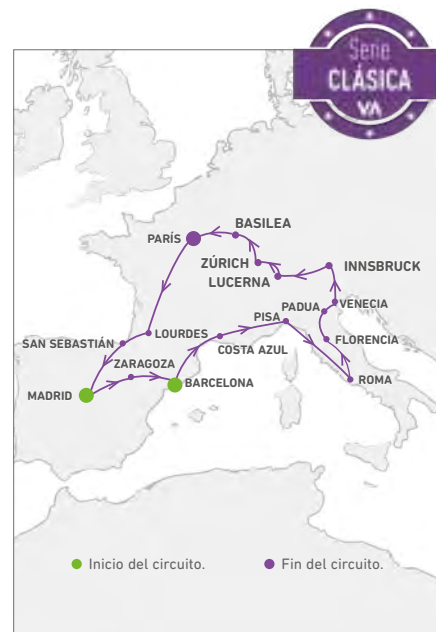 Serie
CLÁSICA
VA
BASILEA
PARÍS
ZÚRICH
INNSBRUCK
LUCERNA
PADUA
VENECIA
PISA
LOURDES
FLORENCIA
SAN SEBASTIÁN
COSTA AZUL
ZARAGOZA
ROMA
BARCELONA
MADRID
Inicio del circuito.
Fin del circuito.